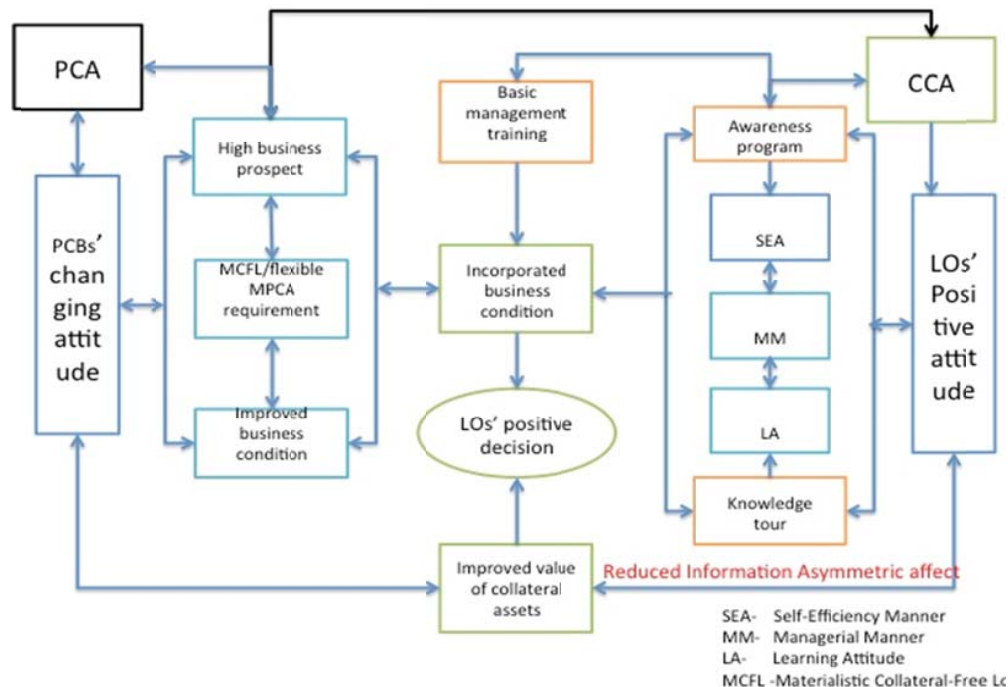 PCA
CCA
Basic
management
training
High business
prospect
Awareness
program
PCBs'
chan
ging
attit
ude
SEA
LOs'
Posi
tive
attit
ude
MCFL/flexible
MPCA
requirement
Incorporated
business
condition
MM
Improved
business
condition
LOs' positive
decision
LA
Knowledge
tour
Improved value
of collateral
assets
Reduced Information Asymmetric affect
SEA- Self-Efficiency Manner
MM- Managerial Manner
LA- Learning Attitude
MCFL -Materialistic Collateral-Free